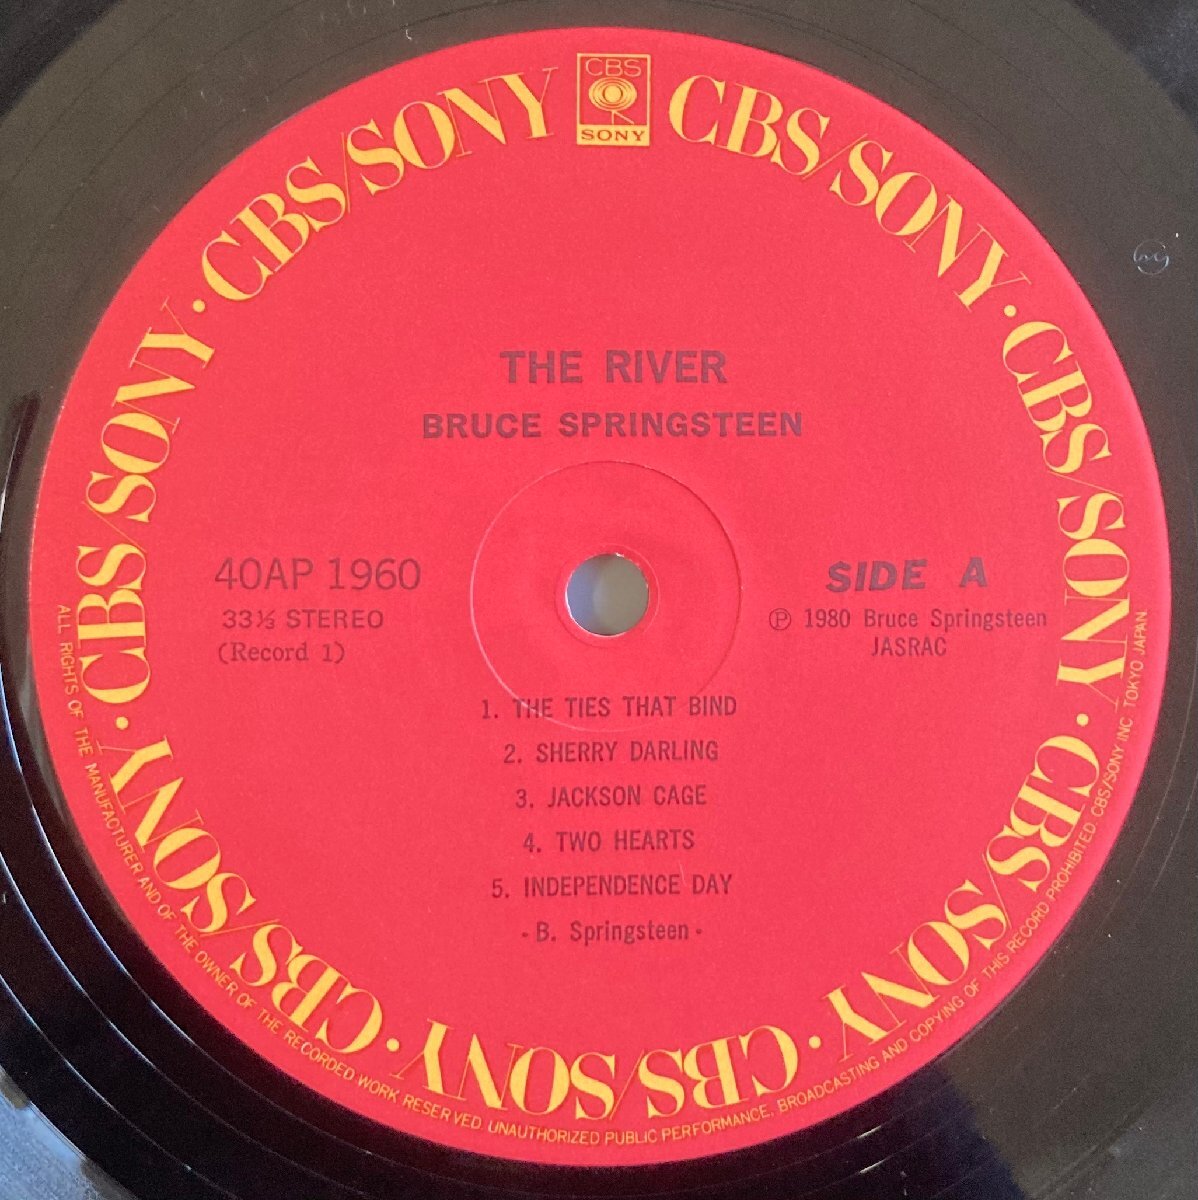 CBS
SONY
CBS/SONY · CBS/SONY · CBS/SONY · CBS/SONY · CBS/SONY · CBS/SONY · CBS/SONY · CBS/SONY · CBS/SONY
THE RIVER
BRUCE SPRINGSTEEN
40AP 1960
33⅓ STEREO
(Record 1)
SIDE A
Ⓟ 1980 Bruce Springsteen
JASRAC
1. THE TIES THAT BIND
2. SHERRY DARLING
3. JACKSON CAGE
4. TWO HEARTS
5. INDEPENDENCE DAY
- B. Springsteen -
ALL RIGHTS OF THE MANUFACTURER AND OF THE OWNER OF THE RECORDED WORK RESERVED UNAUTHORIZED PUBLIC PERFORMANCE, BROADCASTING AND COPYING OF THIS RECORD PROHIBITED. CBS/SONY INC TOKYO JAPAN